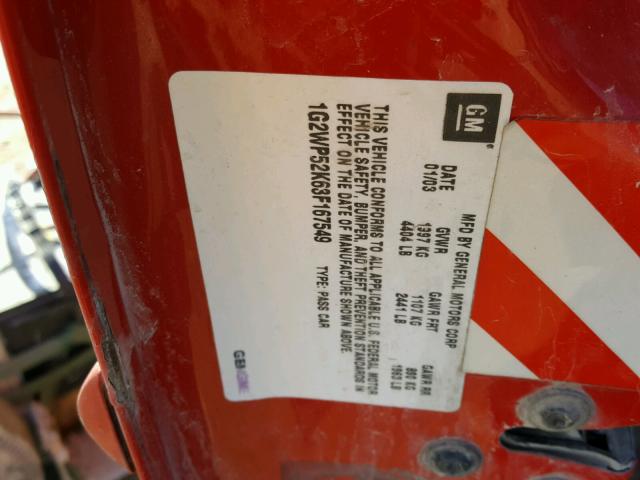 GM
MFD BY GENERAL MOTORS CORP
DATE GVWR GAWR FRT GAWR RR
01/03 1997 KG 1107 KG 890 KG
4404 LB 2441 LB 1963 LB
THIS VEHICLE CONFORMS TO ALL APPLICABLE U.S. FEDERAL MOTOR
VEHICLE SAFETY, BUMPER, AND THEFT PREVENTION STANDARDS IN
EFFECT ON THE DATE OF MANUFACTURE SHOWN ABOVE.
1G2WP52K63F167549 TYPE: PASS CAR